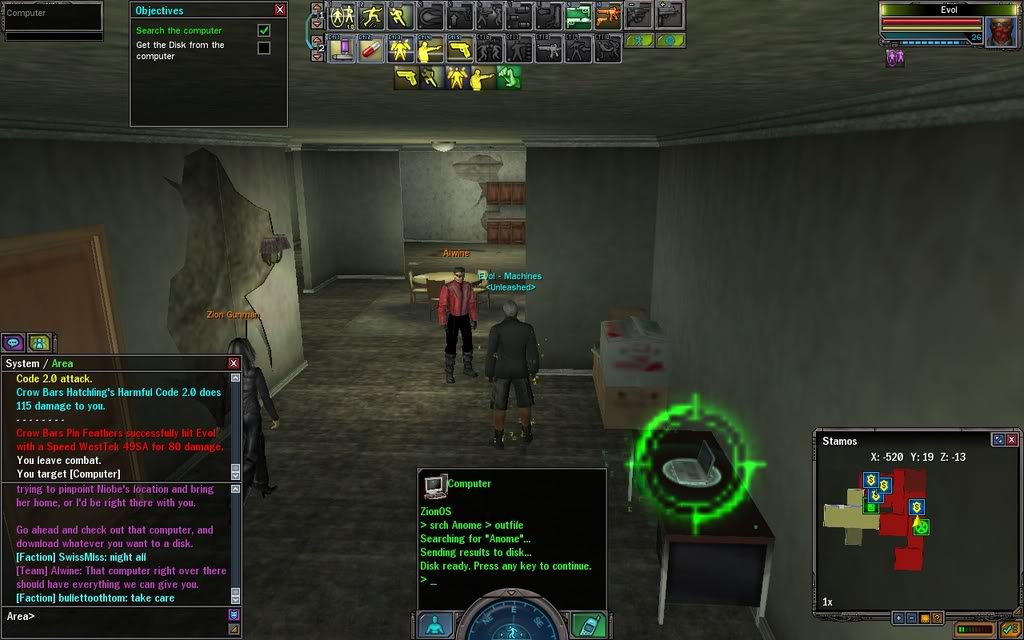 Computer
Objectives
Search the computer
Get the Disk from the
computer
Evol
26
Alwine
Evol - Machines
<Unleashed>
Zion Gunman
System / Area
Code 2.0 attack.
Crow Bars Hatchling's Harmful Code 2.0 does
115 damage to you.
- - - - - - - -
Crow Bars Pin Feathers successfully hit Evol
with a Speed WestTek 49SA for 80 damage.
You leave combat.
You target [Computer]
trying to pinpoint Niobe's location and bring
her home, or I'd be right there with you.
Go ahead and check out that computer, and
download whatever you want to a disk.
[Faction] SwissMiss: night all
[Team] Alwine: That computer right over there
should have everything we can give you.
[Faction] bullettoothtom: take care
Area>
Computer
ZionOS
> srch Anome > outfile
Searching for "Anome"...
Sending results to disk...
Disk ready. Press any key to continue.
> _
Stamos
X: -520 Y: 19 Z: -13
1x